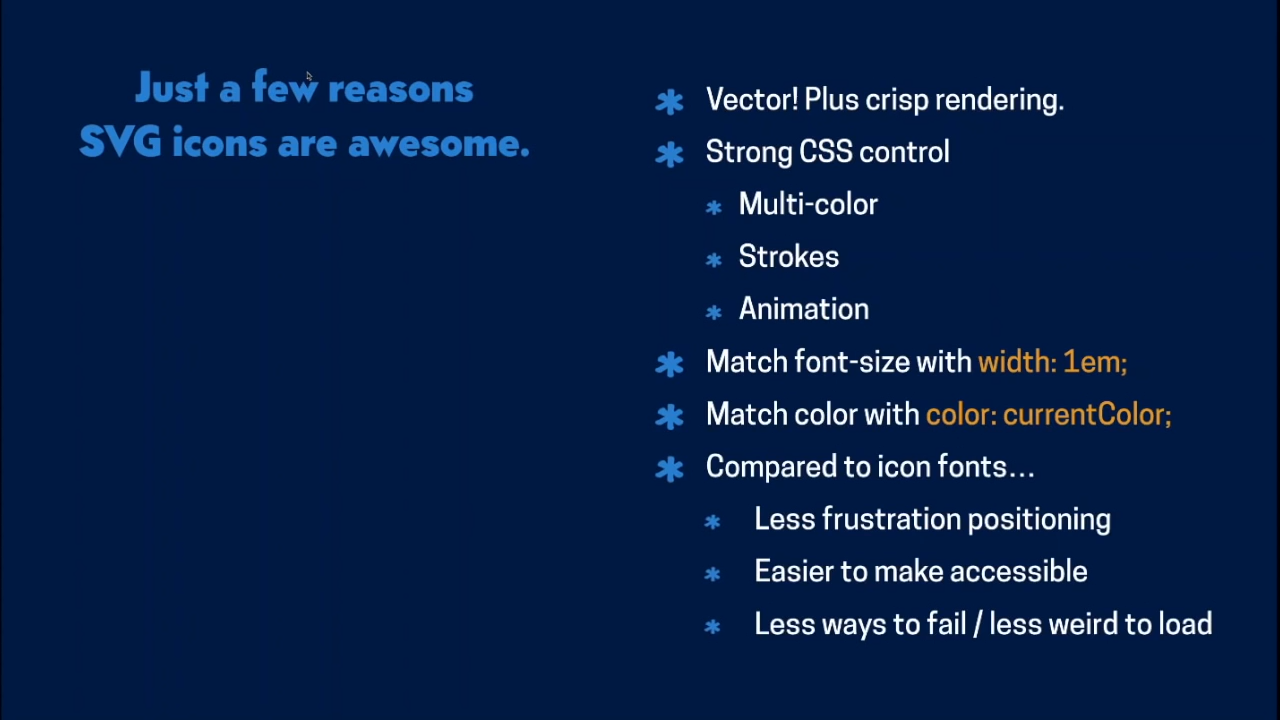 Just a few reasons
SVG icons are awesome.
Vector! Plus crisp rendering.
Strong CSS control
Multi-color
Strokes
Animation
Match font-size with width: 1em;
Match color with color: currentColor;
Compared to icon fonts…
Less frustration positioning
Easier to make accessible
Less ways to fail / less weird to load